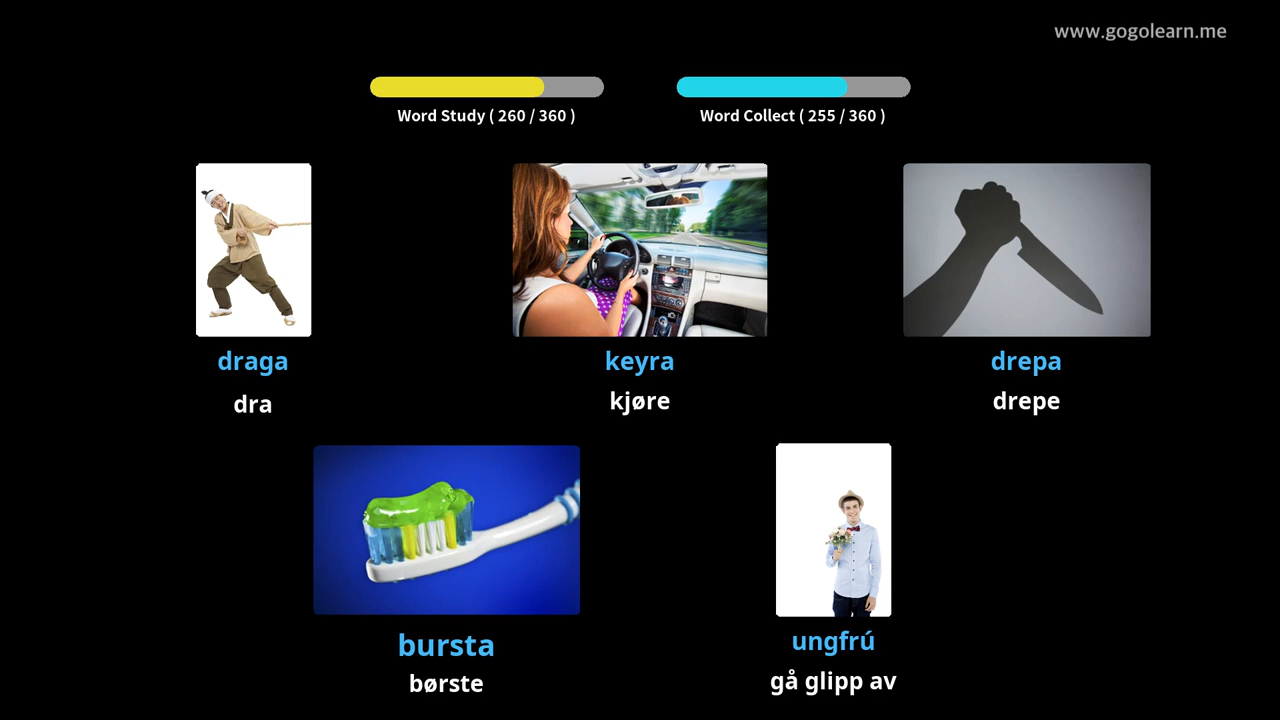 www.gogolearn.me
Word Study ( 260 / 360 )
Word Collect ( 255 / 360 )
draga
dra
keyra
kjøre
drepa
drepe
bursta
børste
ungfrú
gå glipp av